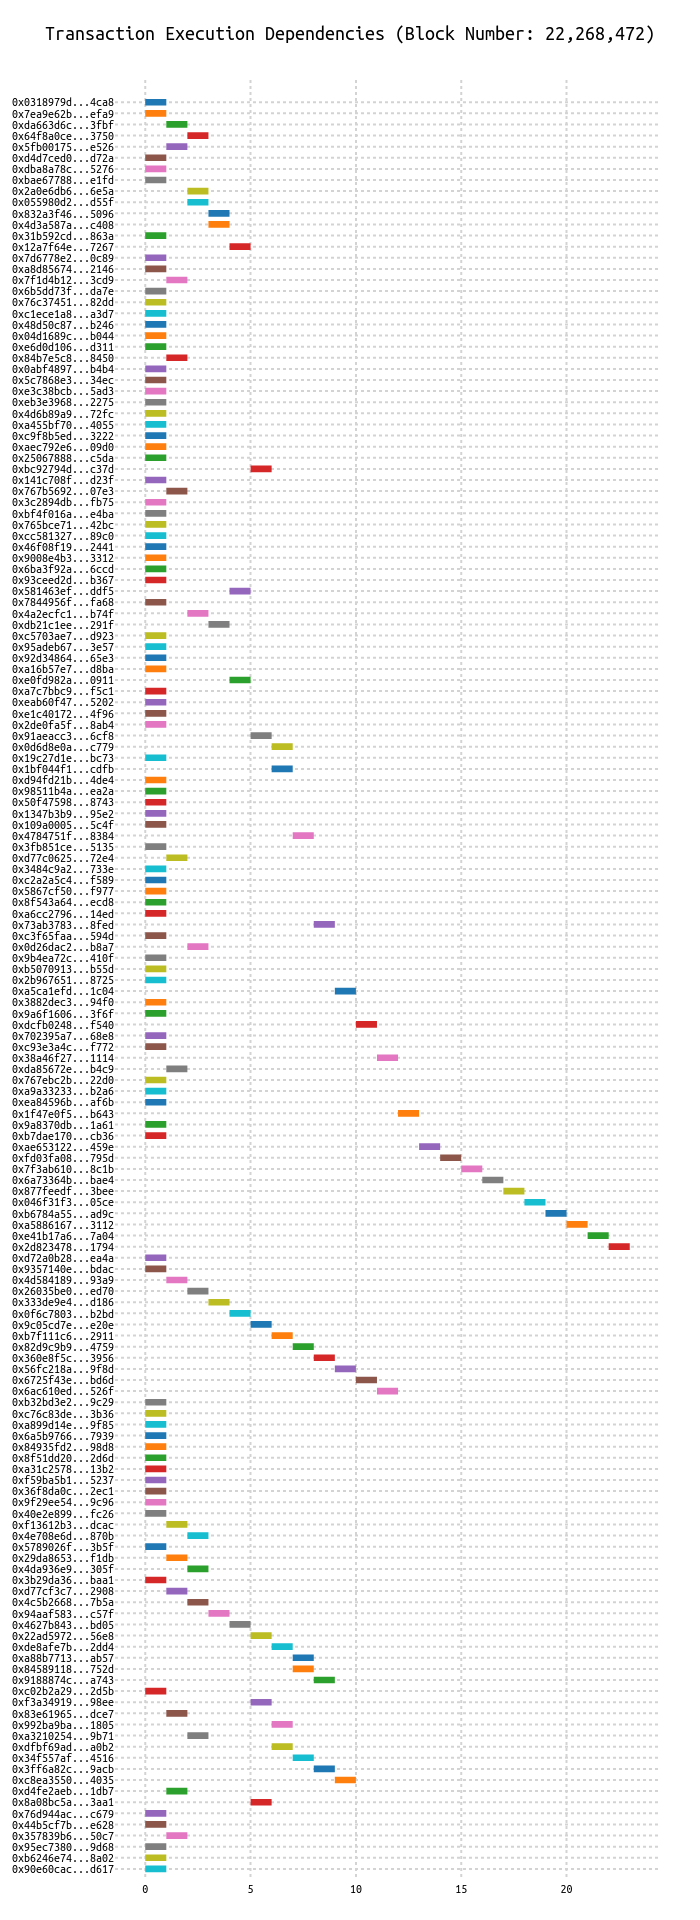 Transaction Execution Dependencies (Block Number: 22,268,472)
0x0318979d...4ca8
0x7ea9e62b...efa9
0xda663d6c...3fbf
0x64f8a0ce...3750
0x5fb00175...e526
0xd4d7ced0...d72a
0xdba8a78c...5276
0xbae67788...e1fd
0x2a0e6db6...6e5a
0x055980d2...d55f
0x832a3f46...5096
0x4d3a587a...c408
0x31b592cd...863a
0x12a7f64e...7267
0x7d6778e2...0c89
0xa8d85674...2146
0x7f1d4b12...3cd9
0x6b5dd73f...da7e
0x76c37451...82dd
0xc1ece1a8...a3d7
0x48d50c87...b246
0x04d1689c...b044
0xe6d0d106...d311
0x84b7e5c8...8450
0x0abf4897...b4b4
0x5c7868e3...34ec
0xe3c38bcb...5ad3
0xeb3e3968...2275
0x4d6b89a9...72fc
0xa455bf70...4055
0xc9f8b5ed...3222
0xaec792e6...09d0
0x25067888...c5da
0xbc92794d...c37d
0x141c708f...d23f
0x767b5692...07e3
0x3c2894db...fb75
0xbf4f016a...e4ba
0x765bce71...42bc
0xcc581327...89c0
0x46f08f19...2441
0x9008e4b3...3312
0x6ba3f92a...6ccd
0x93ceed2d...b367
0x581463ef...ddf5
0x7844956f...fa68
0x4a2ecfc1...b74f
0xdb21c1ee...291f
0xc5703ae7...d923
0x95adeb67...3e57
0x92d34864...65e3
0xa16b57e7...d8ba
0xe0fd982a...0911
0xa7c7bbc9...f5c1
0xeab60f47...5202
0xe1c40172...4f96
0x2de0fa5f...8ab4
0x91aeacc3...6cf8
0x0d6d8e0a...c779
0x19c27d1e...bc73
0x1bf044f1...cdfb
0xd94fd21b...4de4
0x98511b4a...ea2a
0x50f47598...8743
0x1347b3b9...95e2
0x109a0005...5c4f
0x4784751f...8384
0x3fb851ce...5135
0xd77c0625...72e4
0x3484c9a2...733e
0xc2a2a5c4...f589
0x5867cf50...f977
0x8f543a64...ecd8
0xa6cc2796...14ed
0x73ab3783...8fed
0xc3f65faa...594d
0x0d26dac2...b8a7
0x9b4ea72c...410f
0xb5070913...b55d
0x2b967651...8725
0xa5ca1efd...1c04
0x3882dec3...94f0
0x9a6f1606...3f6f
0xdcfb0248...f540
0x702395a7...68e8
0xc93e3a4c...f772
0x38a46f27...1114
0xda85672e...b4c9
0x767ebc2b...22d0
0xa9a33233...b2a6
0xea84596b...af6b
0x1f47e0f5...b643
0x9a8370db...1a61
0xb7dae170...cb36
0xae653122...459e
0xfd03fa08...795d
0x7f3ab610...8c1b
0x6a73364b...bae4
0x877feedf...3bee
0x046f31f3...05ce
0xb6784a55...ad9c
0xa5886167...3112
0xe41b17a6...7a04
0x2d823478...1794
0xd72a0b28...ea4a
0x9357140e...bdac
0x4d584189...93a9
0x26035be0...ed70
0x333de9e4...d186
0x0f6c7803...b2bd
0x9c05cd7e...e20e
0xb7f111c6...2911
0x82d9c9b9...4759
0x360e8f5c...3956
0x56fc218a...9f8d
0x6725f43e...bd6d
0x6ac610ed...526f
0xb32bd3e2...9c29
0xc76c83de...3b36
0xa899d14e...9f85
0x6a5b9766...7939
0x84935fd2...98d8
0x8f51dd20...2d6d
0xa31c2578...13b2
0xf59ba5b1...5237
0x36f8da0c...2ec1
0x9f29ee54...9c96
0x40e2e899...fc26
0xf13612b3...dcac
0x4e708e6d...870b
0x5789026f...3b5f
0x29da8653...f1db
0x4da936e9...305f
0x3b29da36...baa1
0xd77cf3c7...2908
0x4c5b2668...7b5a
0x94aaf583...c57f
0x4627b843...bd05
0x22ad5972...56e8
0xde8afe7b...2dd4
0xa88b7713...ab57
0x84589118...752d
0x9188874c...a743
0xc02b2a29...2d5b
0xf3a34919...98ee
0x83e61965...dce7
0x992ba9ba...1805
0xa3210254...9b71
0xdfbf69ad...a0b2
0x34f557af...4516
0x3ff6a82c...9acb
0xc8ea3550...4035
0xd4fe2aeb...1db7
0x8a08bc5a...3aa1
0x76d944ac...c679
0x44b5cf7b...e628
0x357839b6...50c7
0x95ec7380...9d68
0xb6246e74...8a02
0x90e60cac...d617
0 5 10 15 20